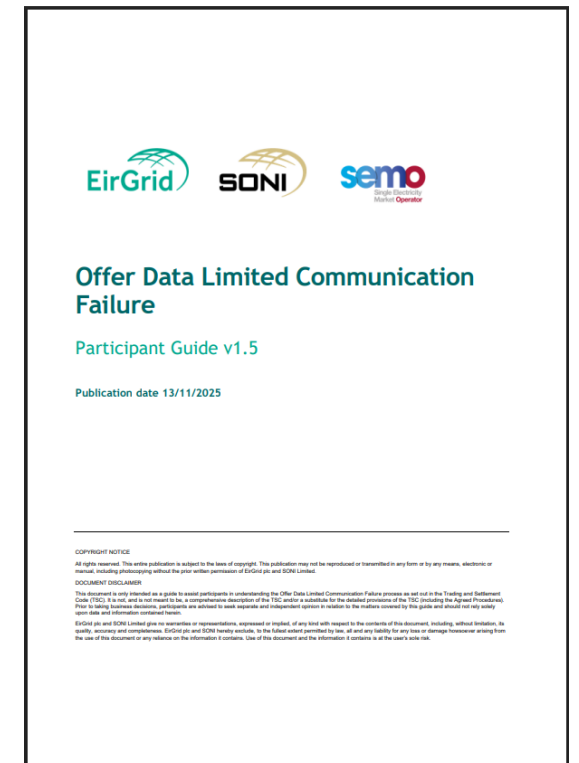 EirGrid
SONI
semo
Single Electricity
Market Operator
Offer Data Limited Communication
Failure
Participant Guide v1.5
Publication date 13/11/2025
COPYRIGHT NOTICE
All rights reserved. This entire publication is subject to the laws of copyright. This publication may not be reproduced or transmitted in any form or by any means, electronic or
manual, including photocopying without the prior written permission of EirGrid plc and SONI Limited.
DOCUMENT DISCLAIMER
This document is only intended as a guide to assist participants in understanding the Offer Data Limited Communication Failure process as set out in the Trading and Settlement
Code (TSC). It is not, and is not meant to be, a comprehensive description of the TSC and/or a substitute for the detailed provisions of the TSC (including the Agreed Procedures).
Prior to taking business decisions, participants are advised to seek separate and independent opinion in relation to the matters covered by this guide and should not rely solely
upon data and information contained herein.
EirGrid plc and SONI Limited give no warranties or representations, expressed or implied, of any kind with respect to the contents of this document, including, without limitation, its
quality, accuracy and completeness. EirGrid plc and SONI hereby exclude, to the fullest extent permitted by law, all and any liability for any loss or damage howsoever arising from
the use of this document or any reliance on the information it contains. Use of this document and the information it contains is at the user's sole risk.